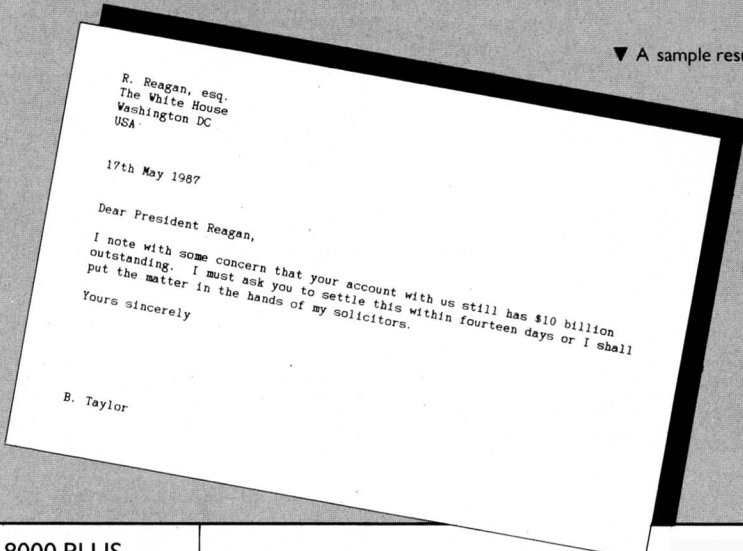 ▼ A sample
R. Reagan, esq.
The White House
Washington DC
USA
17th May 1987
Dear President Reagan,
I note with some concern that your account with us still has $10 billion
outstanding. I must ask you to settle this within fourteen days or I shall
put the matter in the hands of my solicitors.
Yours sincerely
B. Taylor
8000 PLUS